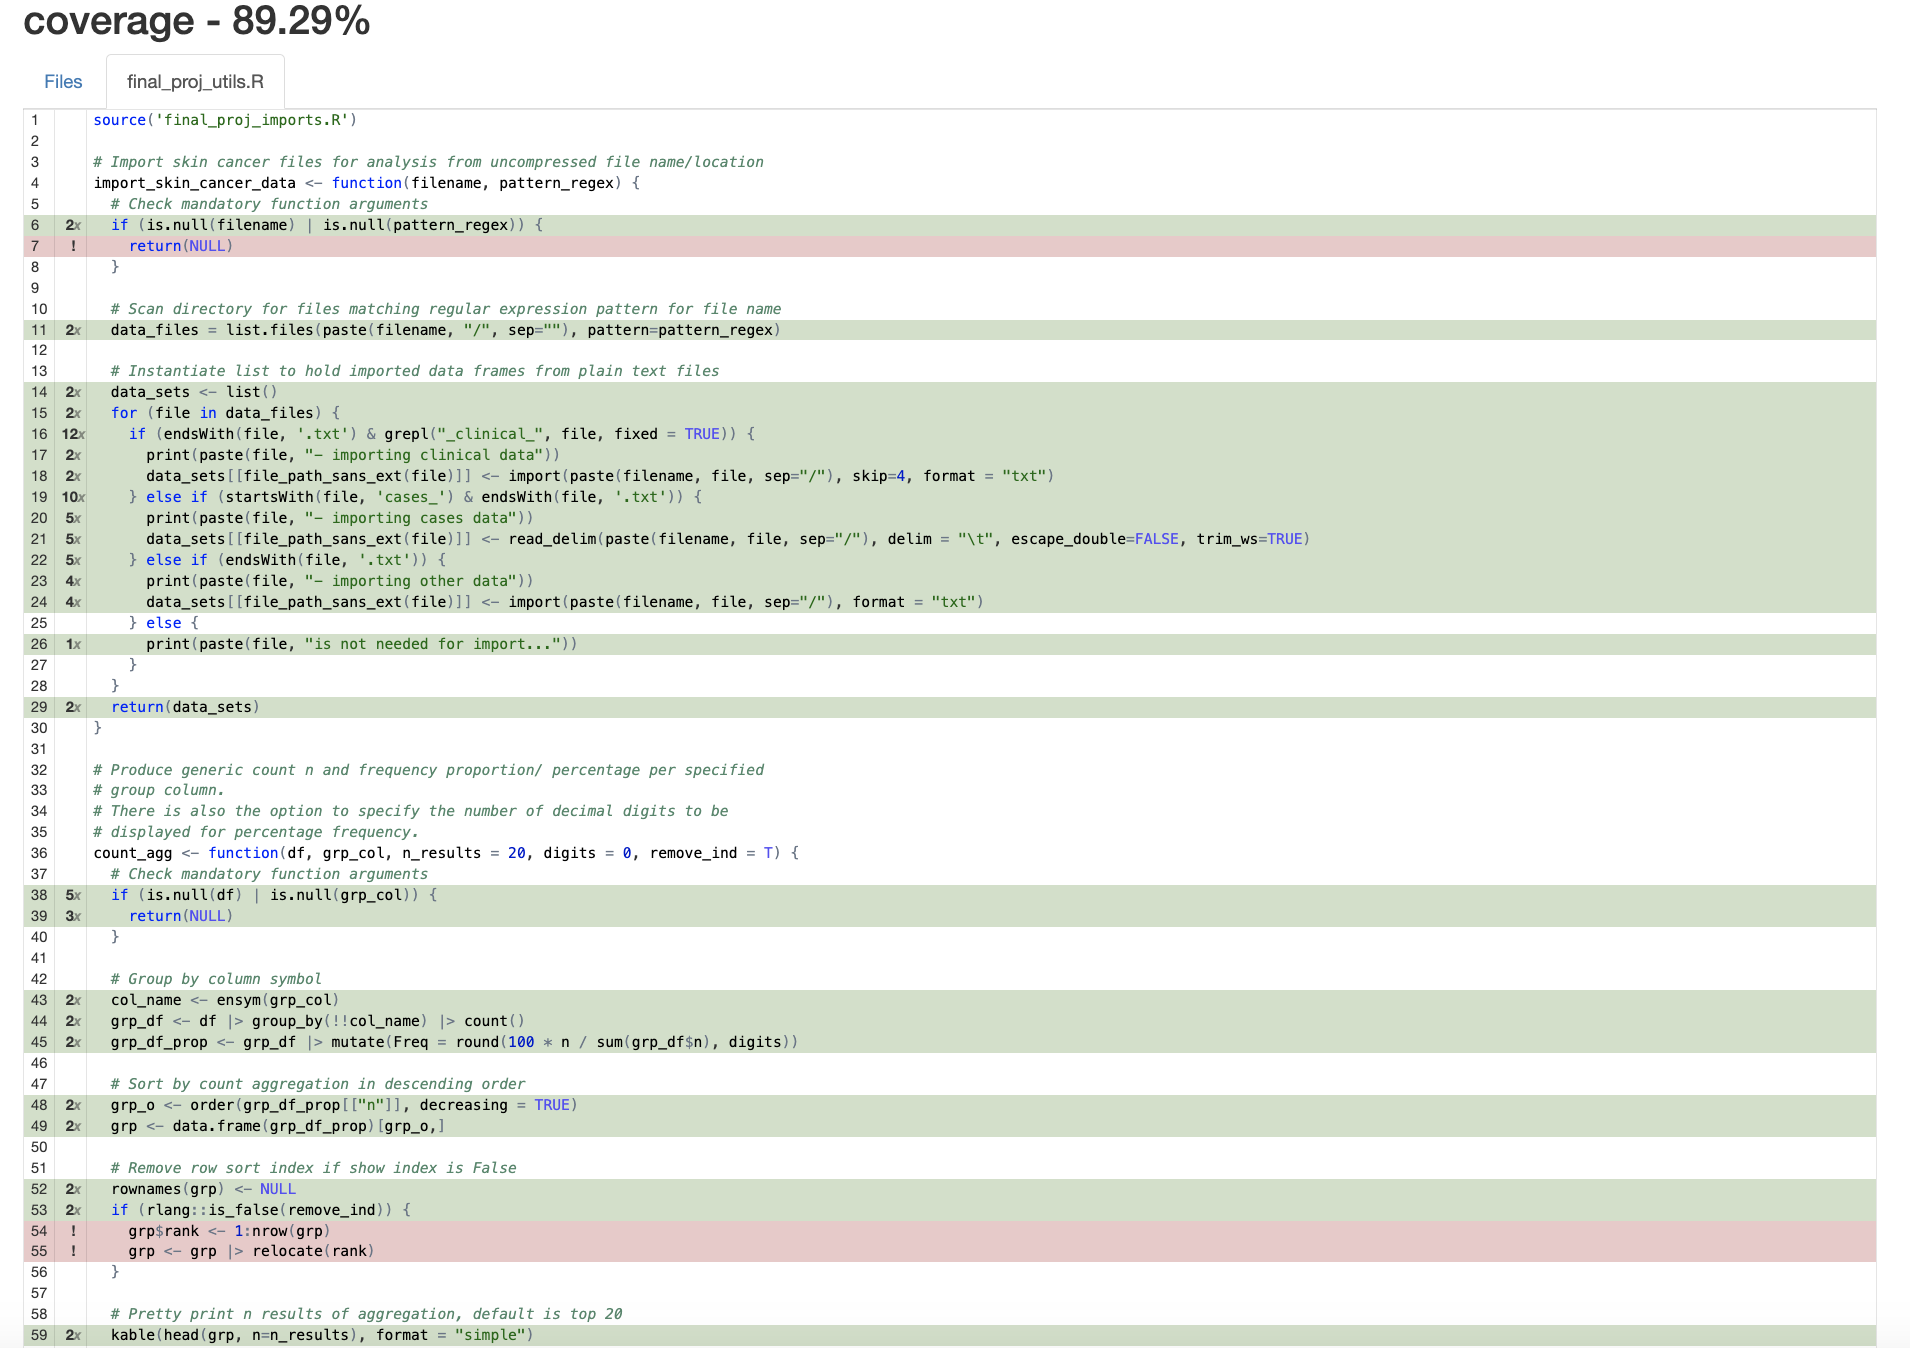 coverage - 89.29%
Files final_proj_utils.R
1 source('final_proj_imports.R')
2
3 # Import skin cancer files for analysis from uncompressed file name/location
4 import_skin_cancer_data <- function(filename, pattern_regex) {
5 # Check mandatory function arguments
6 2x if (is.null(filename) | is.null(pattern_regex)) {
7 ! return(NULL)
8 }
9
10 # Scan directory for files matching regular expression pattern for file name
11 2x data_files = list.files(paste(filename, "/", sep=""), pattern=pattern_regex)
12
13 # Instantiate list to hold imported data frames from plain text files
14 2x data_sets <- list()
15 2x for (file in data_files) {
16 12x if (endsWith(file, '.txt') & grepl("_clinical_", file, fixed = TRUE)) {
17 2x print(paste(file, "- importing clinical data"))
18 2x data_sets[[file_path_sans_ext(file)]] <- import(paste(filename, file, sep="/"), skip=4, format = "txt")
19 10x } else if (startsWith(file, 'cases_') & endsWith(file, '.txt')) {
20 5x print(paste(file, "- importing cases data"))
21 5x data_sets[[file_path_sans_ext(file)]] <- read_delim(paste(filename, file, sep="/"), delim = "\t", escape_double=FALSE, trim_ws=TRUE)
22 5x } else if (endsWith(file, '.txt')) {
23 4x print(paste(file, "- importing other data"))
24 4x data_sets[[file_path_sans_ext(file)]] <- import(paste(filename, file, sep="/"), format = "txt")
25 } else {
26 1x print(paste(file, "is not needed for import..."))
27 }
28 }
29 2x return(data_sets)
30 }
31
32 # Produce generic count n and frequency proportion/ percentage per specified
33 # group column.
34 # There is also the option to specify the number of decimal digits to be
35 # displayed for percentage frequency.
36 count_agg <- function(df, grp_col, n_results = 20, digits = 0, remove_ind = T) {
37 # Check mandatory function arguments
38 5x if (is.null(df) | is.null(grp_col)) {
39 3x return(NULL)
40 }
41
42 # Group by column symbol
43 2x col_name <- ensym(grp_col)
44 2x grp_df <- df |> group_by(!!col_name) |> count()
45 2x grp_df_prop <- grp_df |> mutate(Freq = round(100 * n / sum(grp_df$n), digits))
46
47 # Sort by count aggregation in descending order
48 2x grp_o <- order(grp_df_prop[["n"]], decreasing = TRUE)
49 2x grp <- data.frame(grp_df_prop)[grp_o,]
50
51 # Remove row sort index if show index is False
52 2x rownames(grp) <- NULL
53 2x if (rlang::is_false(remove_ind)) {
54 ! grp$rank <- 1:nrow(grp)
55 ! grp <- grp |> relocate(rank)
56 }
57
58 # Pretty print n results of aggregation, default is top 20
59 2x kable(head(grp, n=n_results), format = "simple")